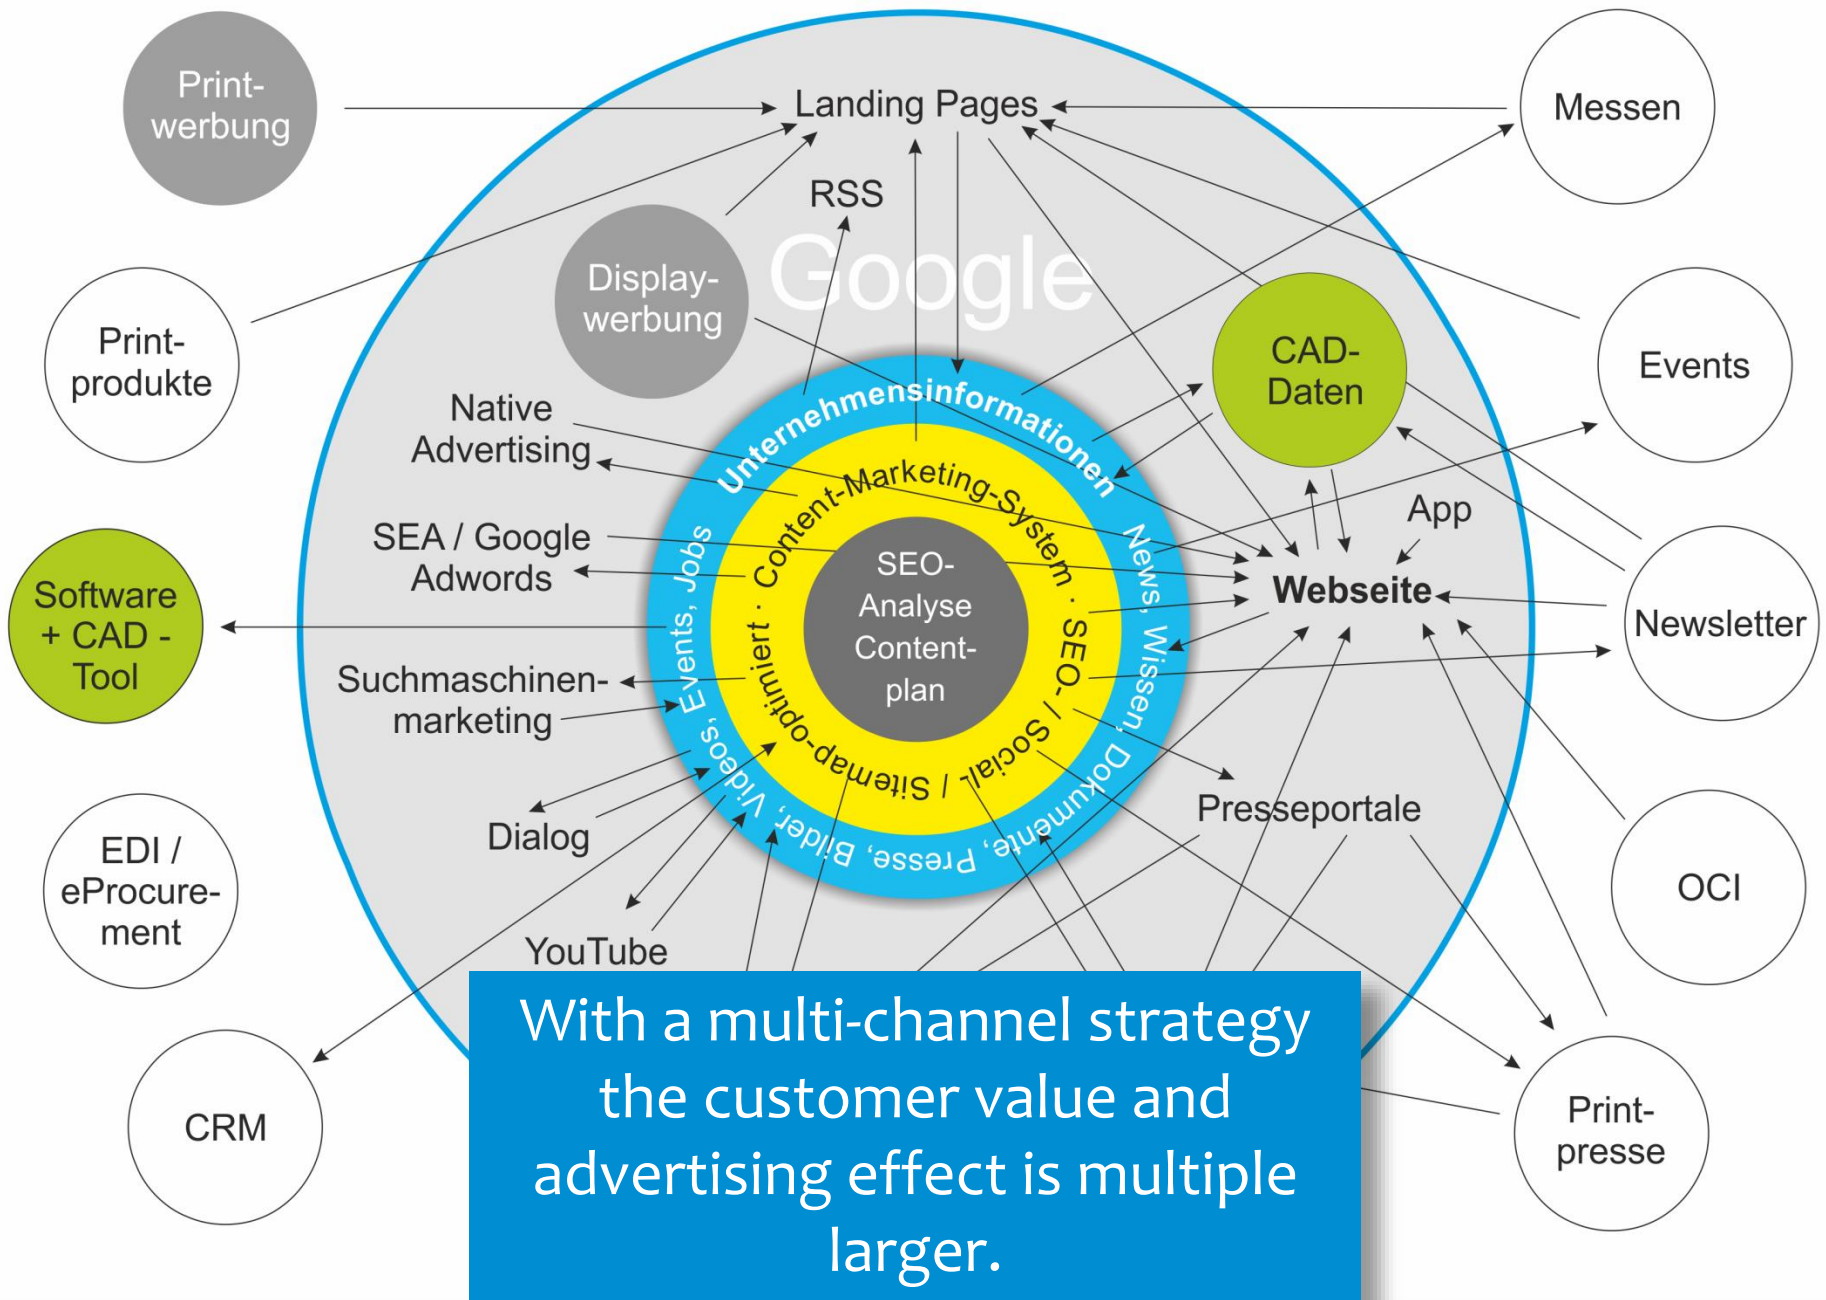 Print-
werbung
Landing Pages
Messen
RSS
Google
Display-
werbung
Print-
produkte
CAD-
Daten
Events
Native
Advertising
Unternehmensinformationen
News, Wissen, Dokumente, Presse, Bilder, Videos, Events, Jobs
Content-Marketing-System · SEO- / Social- / Sitemap-optimiert ·
SEO-
Analyse
Content-
plan
SEA / Google
Adwords
App
Webseite
Software
+ CAD -
Tool
Newsletter
Suchmaschinen-
marketing
Dialog
Presseportale
EDI /
eProcure-
ment
OCI
YouTube
CRM
Print-
presse
With a multi-channel strategy
the customer value and
advertising effect is multiple
larger.